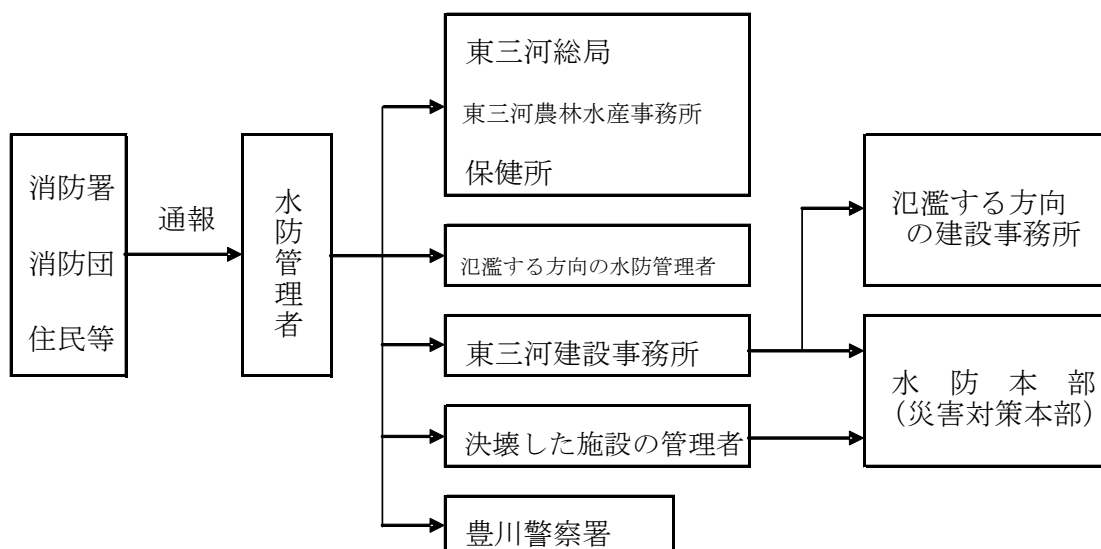 消防署
消防団
住民等
通報
水防管理者
東三河総局
東三河農林水産事務所
保健所
氾濫する方向の水防管理者
東三河建設事務所
決壊した施設の管理者
豊川警察署
氾濫する方向
の建設事務所
水防本部
（災害対策本部）